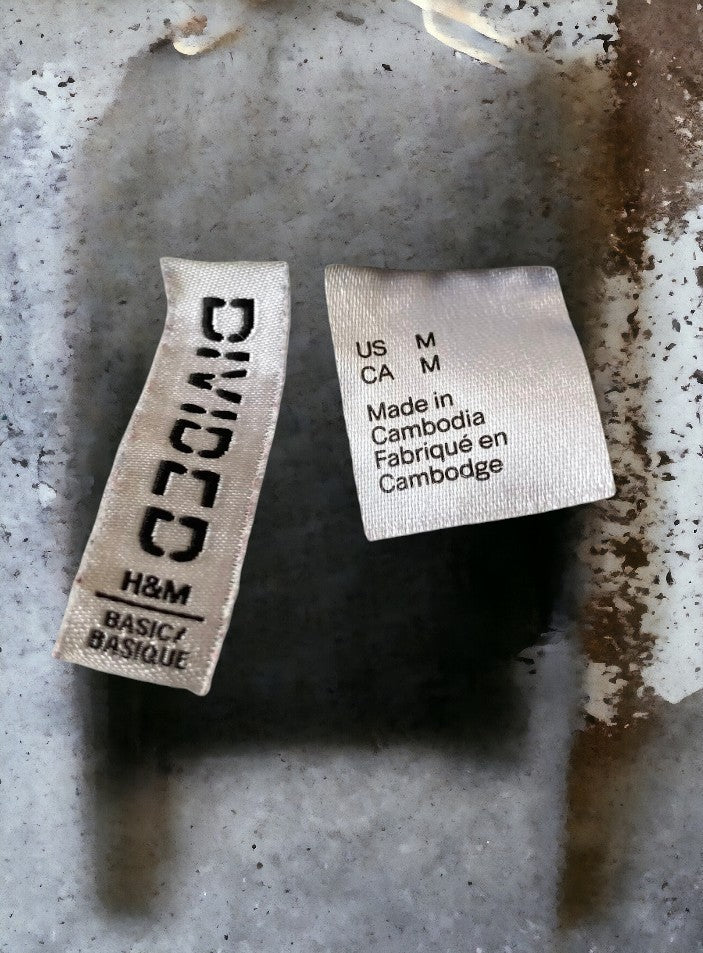 DIVIDED
H&M
BASIC/
BASIQUE
US M
CA M
Made in
Cambodia
Fabriqué en
Cambodge